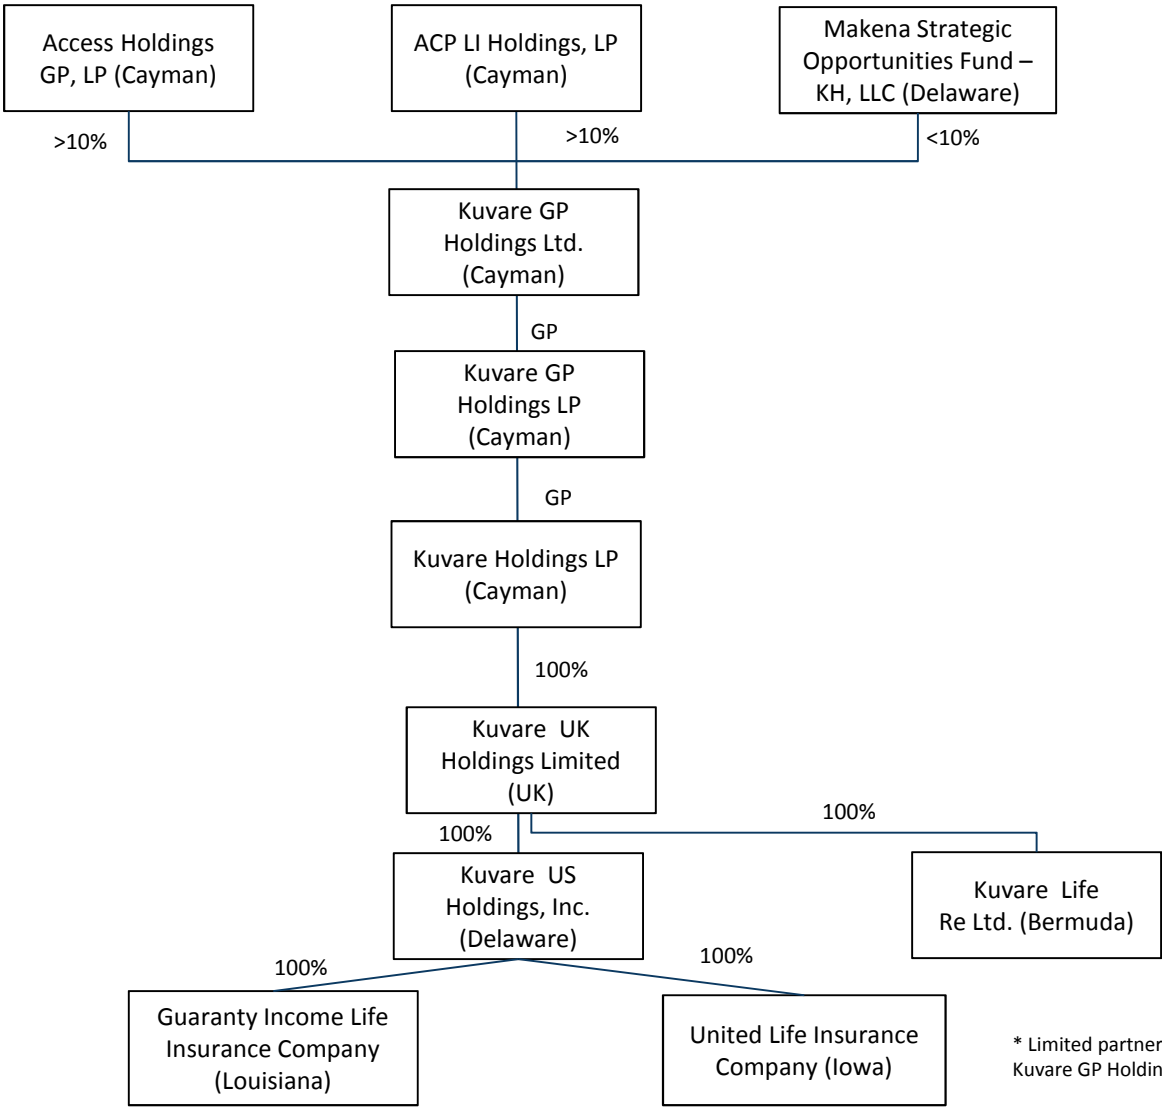 Access Holdings
GP, LP (Cayman)
ACP LI Holdings, LP
(Cayman)
Makena Strategic
Opportunities Fund –
KH, LLC (Delaware)
>10%
>10%
<10%
Kuvare GP
Holdings Ltd.
(Cayman)
GP
Kuvare GP
Holdings LP
(Cayman)
GP
Kuvare Holdings LP
(Cayman)
100%
Kuvare UK
Holdings Limited
(UK)
100%
100%
Kuvare US
Holdings, Inc.
(Delaware)
Kuvare Life
Re Ltd. (Bermuda)
100%
100%
Guaranty Income Life
Insurance Company
(Louisiana)
United Life Insurance
Company (Iowa)
* Limited partner
Kuvare GP Holdin